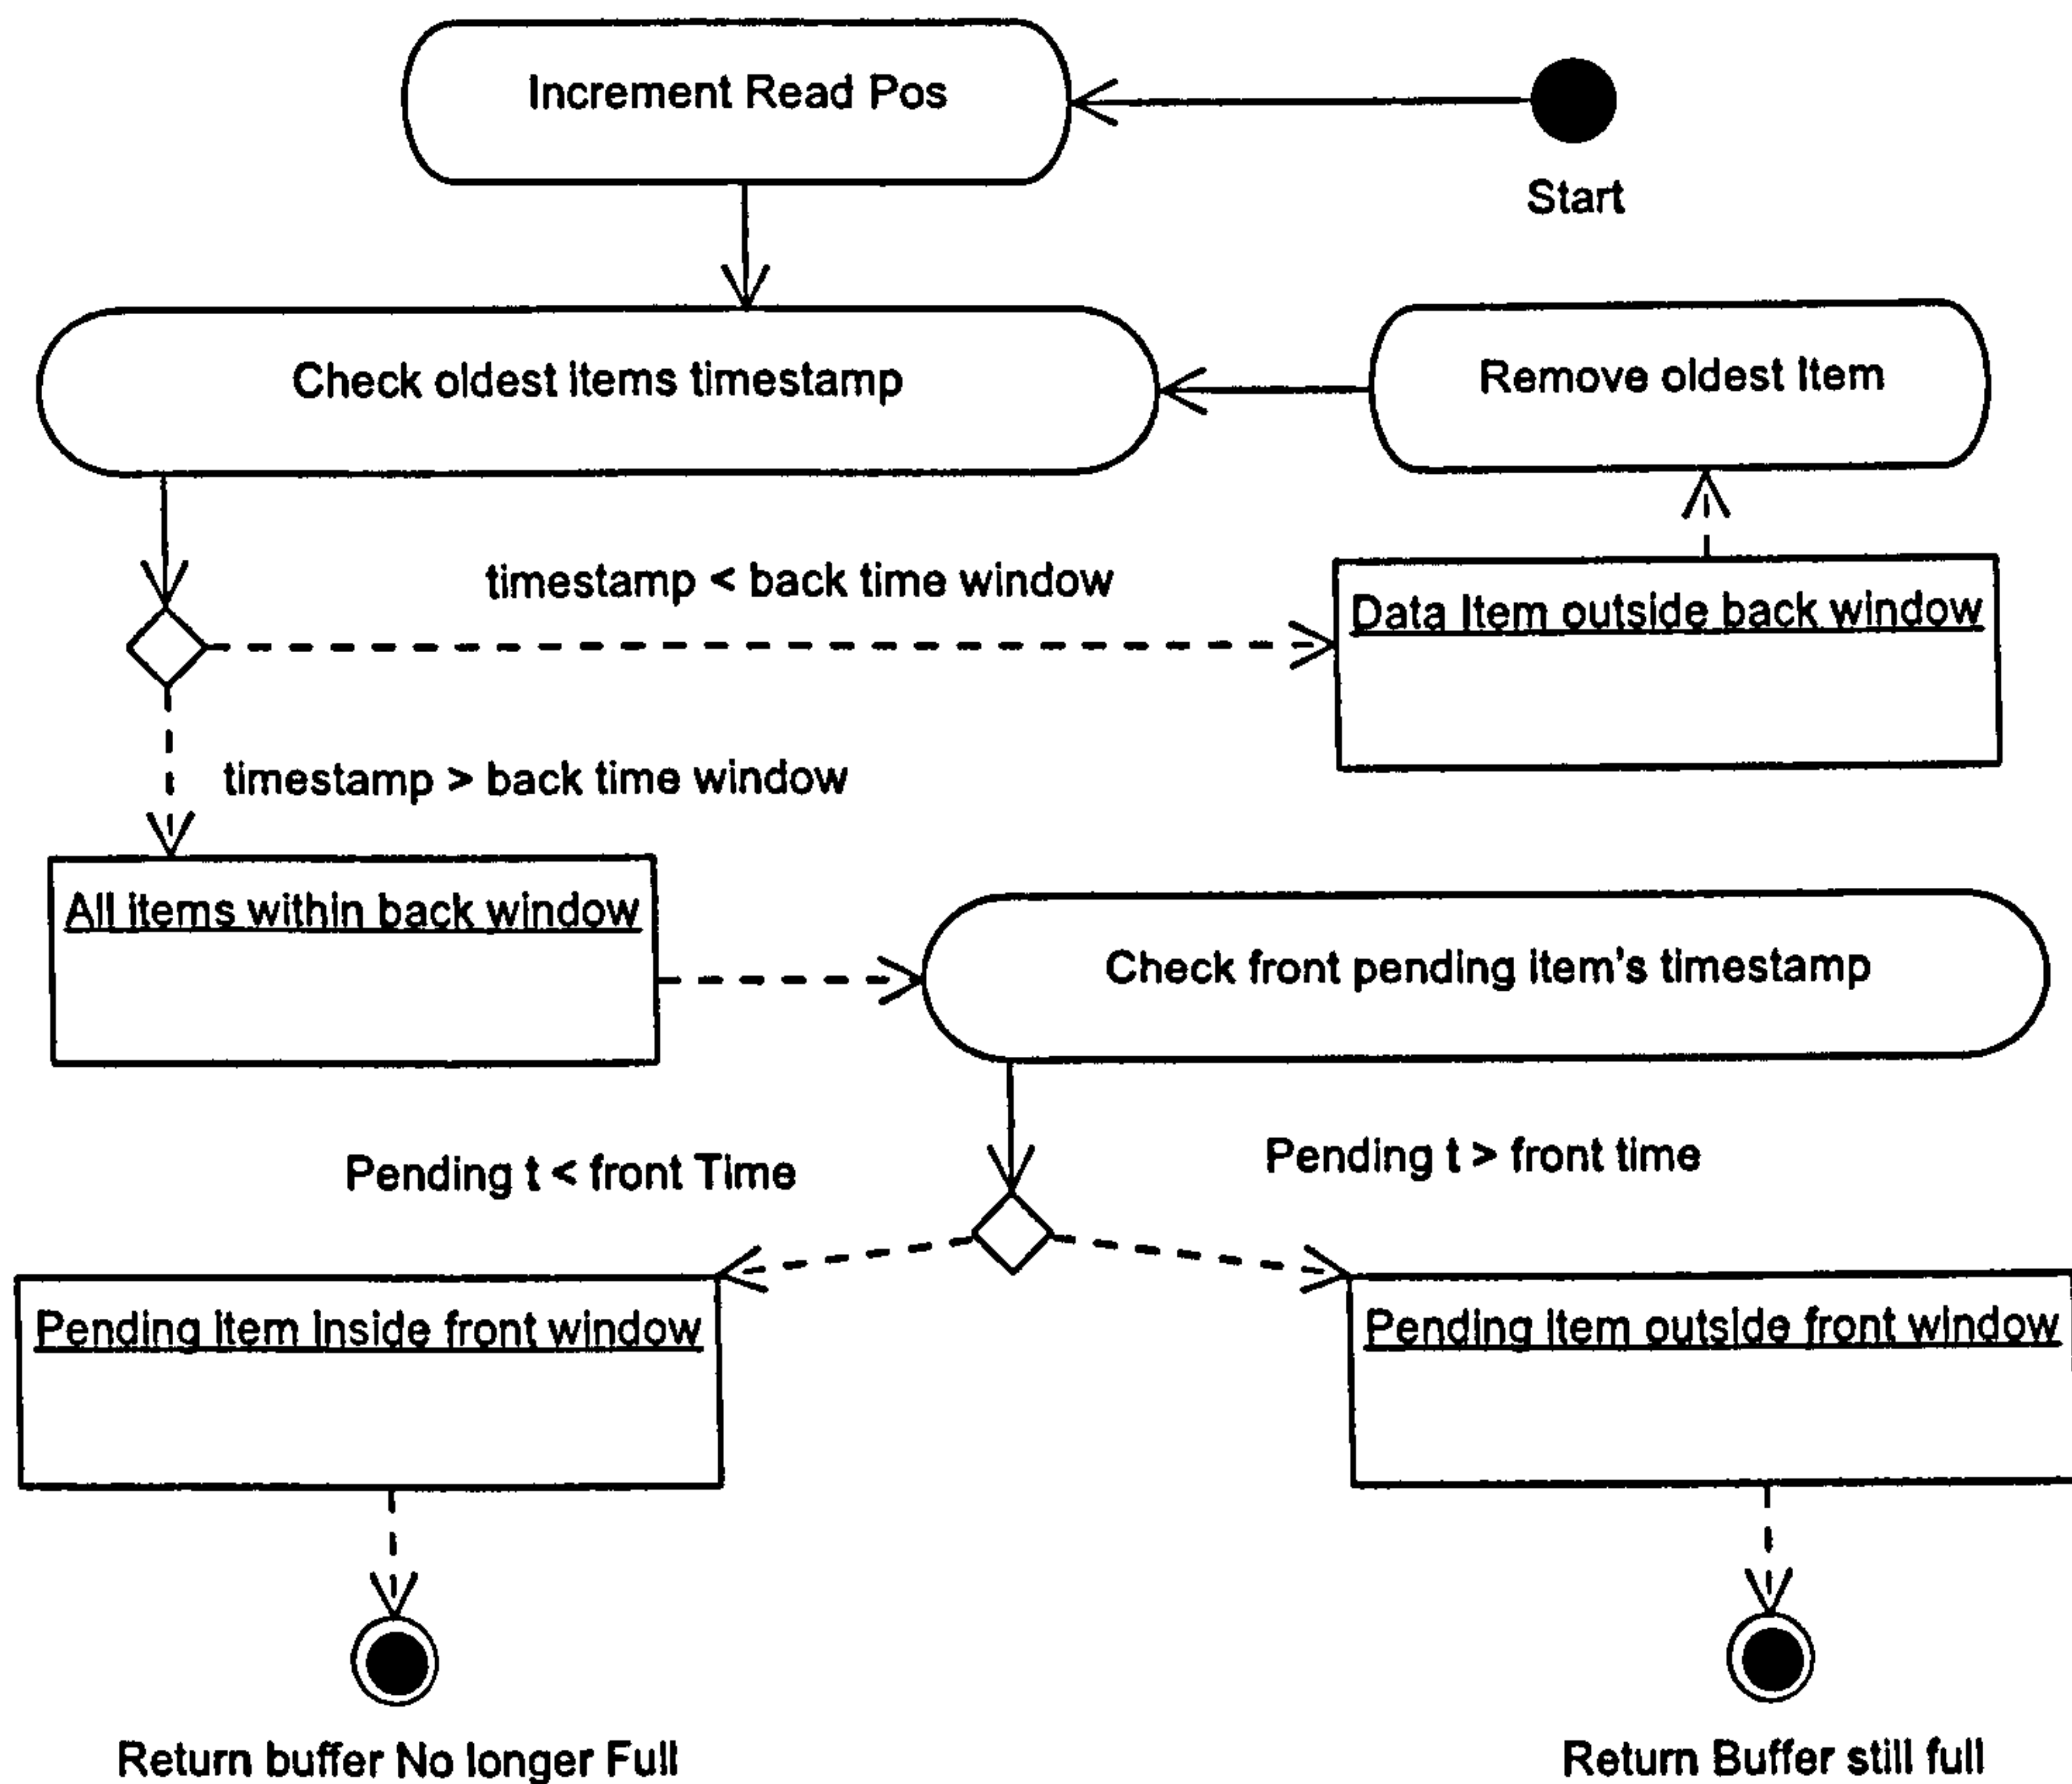 Increment Read Pos
Start
Check oldest items timestamp
Remove oldest item
timestamp < back time window
Data item outside back window
timestamp > back time window
All items within back window
Check front pending item's timestamp
Pending t < front Time
Pending t > front time
Pending item inside front window
Pending item outside front window
Return buffer No longer Full
Return Buffer still full